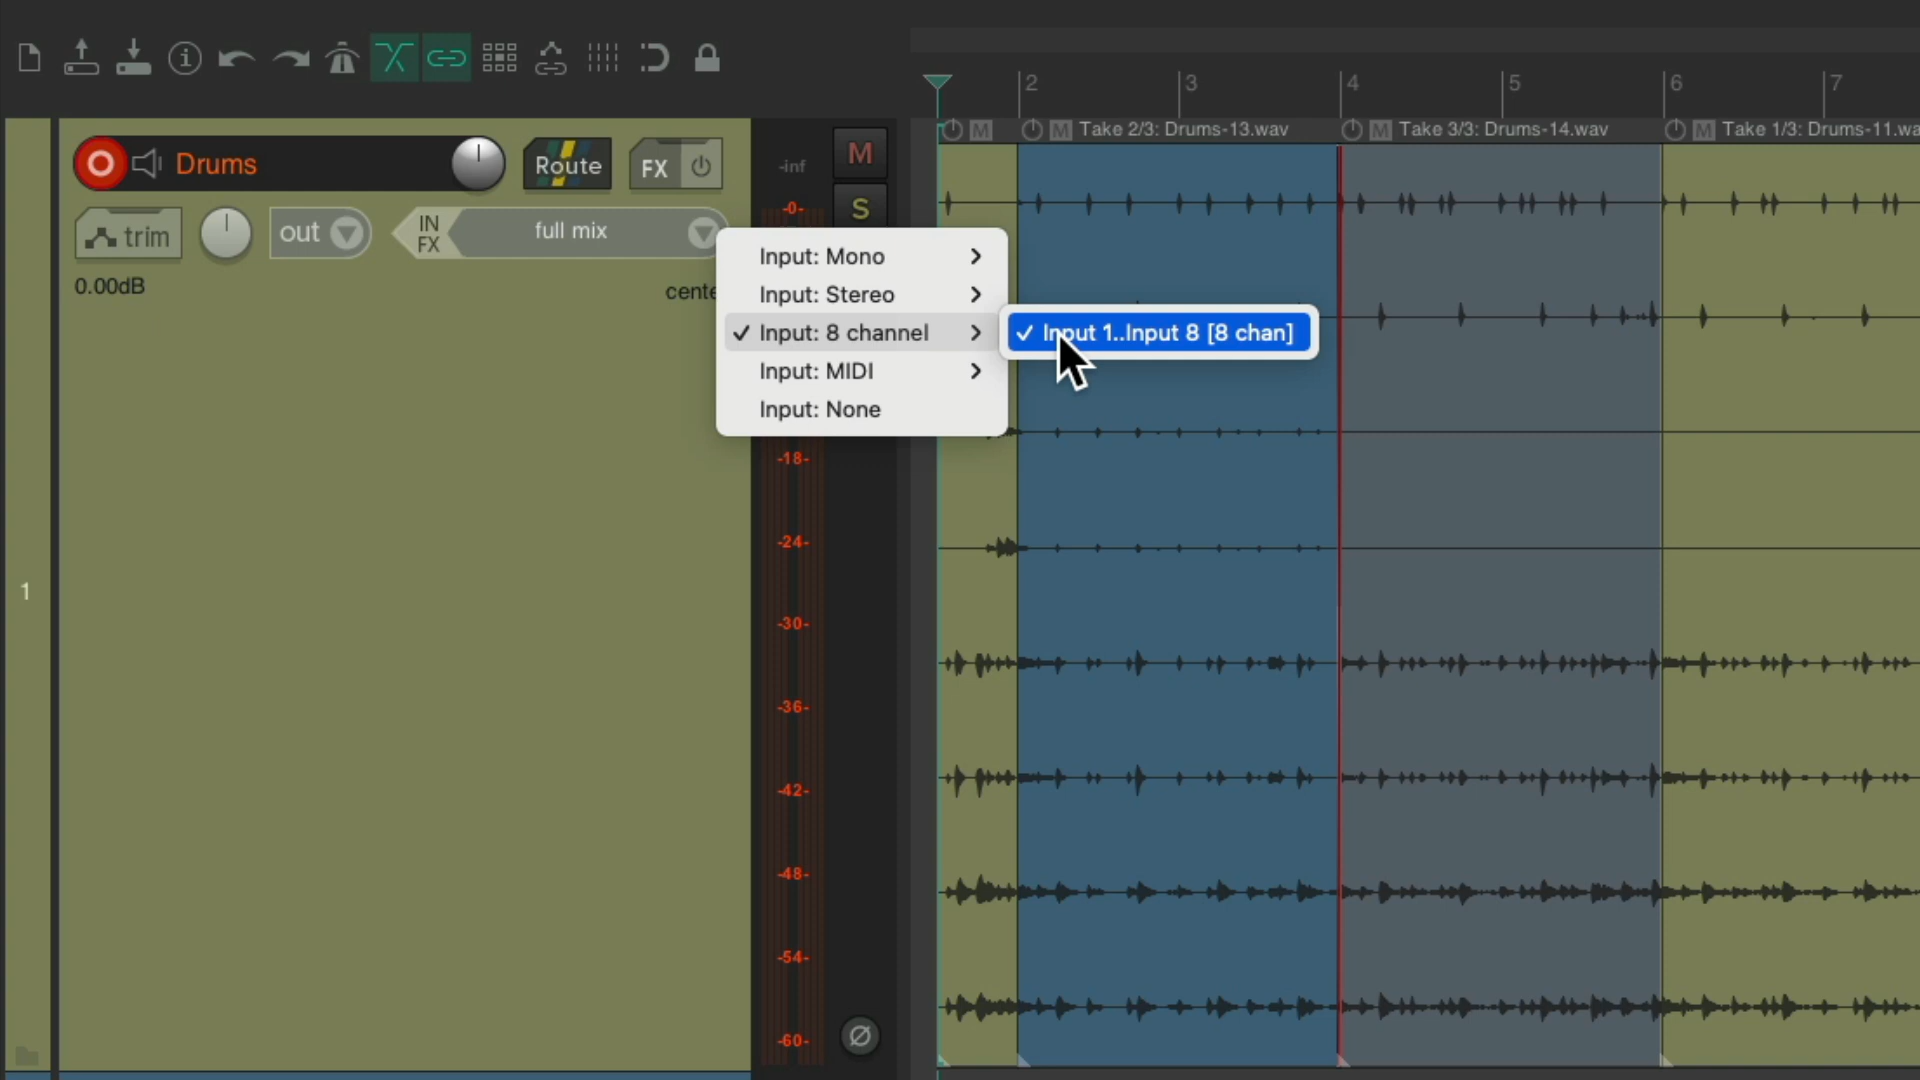 2
3
4
5
6
7
M
M
Take 2/3: Drums-13.wav
M
Take 3/3: Drums-14.wav
M
Take 1/3: Drums-11.wa
Drums
Route
FX
-inf
M
-0-
S
trim
out
IN
FX
full mix
0.00dB
cente
Input: Mono
Input: Stereo
Input: 8 channel
Input: MIDI
Input: None
Input 1..Input 8 [8 chan]
-18-
-24-
-30-
-36-
-42-
-48-
-54-
-60-
1